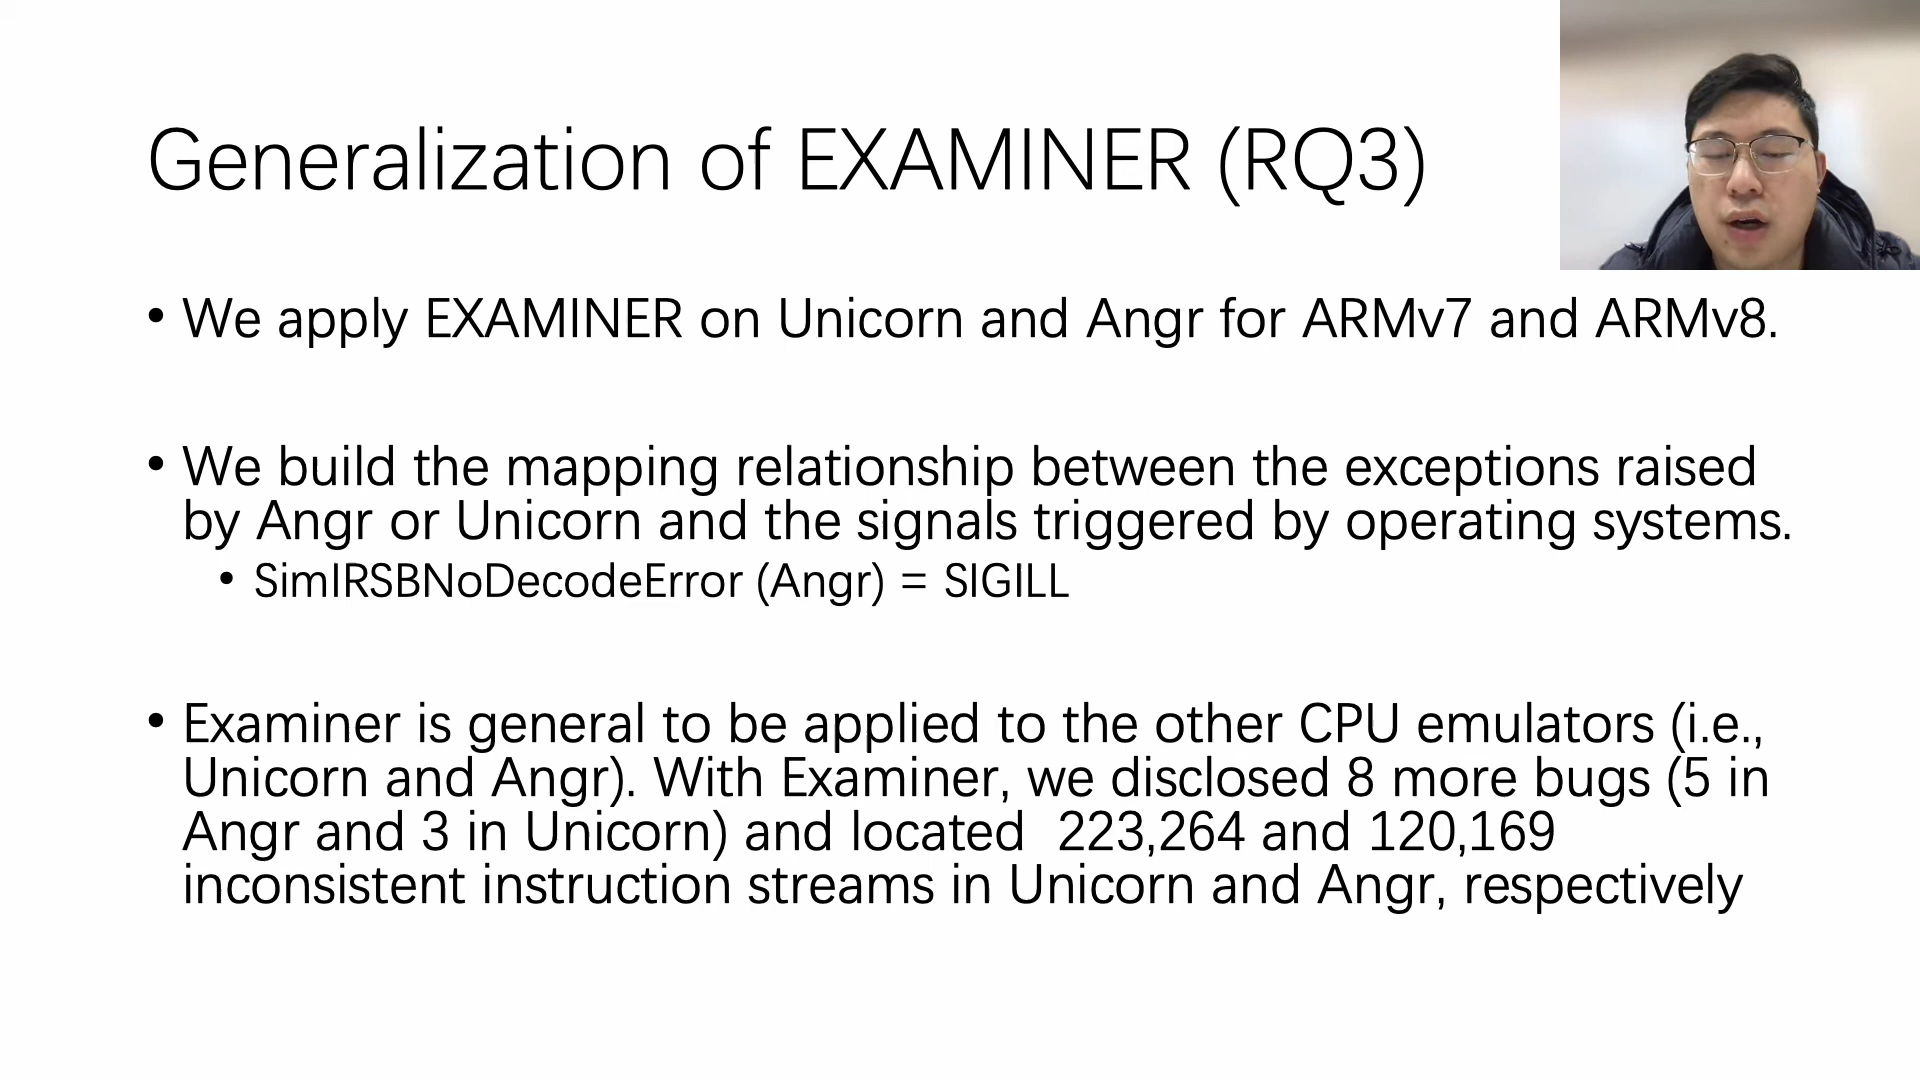 Generalization of EXAMINER (RQ3)
• We apply EXAMINER on Unicorn and Angr for ARMv7 and ARMv8.
• We build the mapping relationship between the exceptions raised
by Angr or Unicorn and the signals triggered by operating systems.
• SimIRSBNoDecodeError (Angr) = SIGILL
• Examiner is general to be applied to the other CPU emulators (i.e.,
Unicorn and Angr). With Examiner, we disclosed 8 more bugs (5 in
Angr and 3 in Unicorn) and located  223,264 and 120,169
inconsistent instruction streams in Unicorn and Angr, respectively